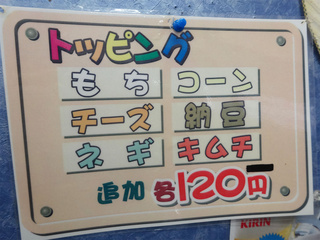 トッピング
もち コーン
チーズ 納豆
ネギ キムチ
追加 各120円
KIRIN